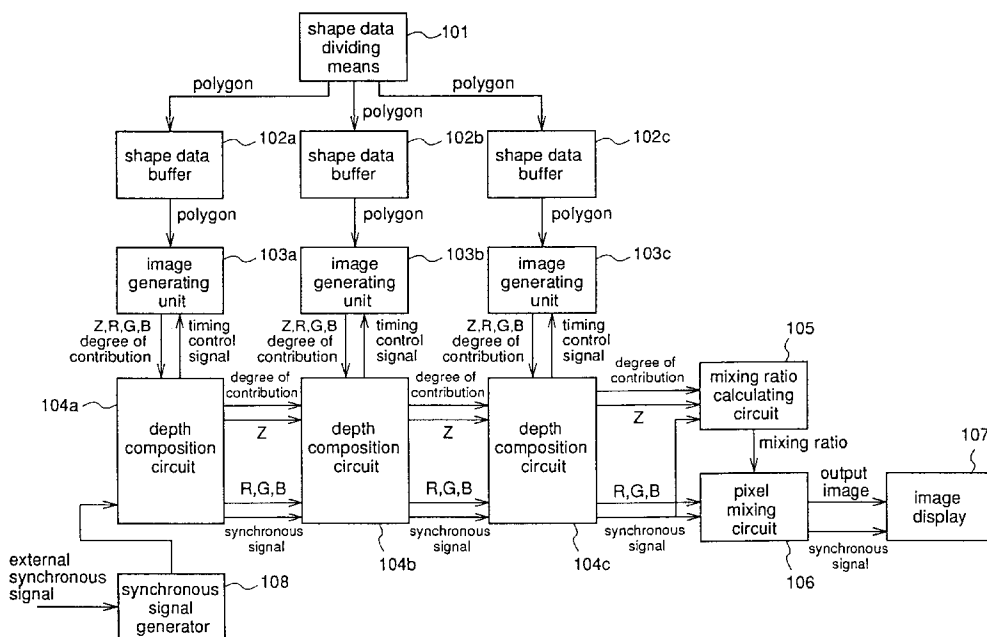 shape data
dividing
means
101
polygon
polygon
polygon
shape data
buffer
102a
shape data
buffer
102b
shape data
buffer
102c
polygon
polygon
polygon
image
generating
unit
103a
image
generating
unit
103b
image
generating
unit
103c
Z,R,G,B
degree of
contribution
timing
control
signal
Z,R,G,B
degree of
contribution
timing
control
signal
Z,R,G,B
degree of
contribution
timing
control
signal
104a
depth
composition
circuit
degree of
contribution
Z
R,G,B
synchronous
signal
depth
composition
circuit
104b
degree of
contribution
Z
R,G,B
synchronous
signal
depth
composition
circuit
104c
degree of
contribution
Z
R,G,B
synchronous
signal
105
mixing ratio
calculating
circuit
mixing ratio
pixel
mixing
circuit
106
output
image
synchronous
signal
107
image
display
external
synchronous
signal
108
synchronous
signal
generator